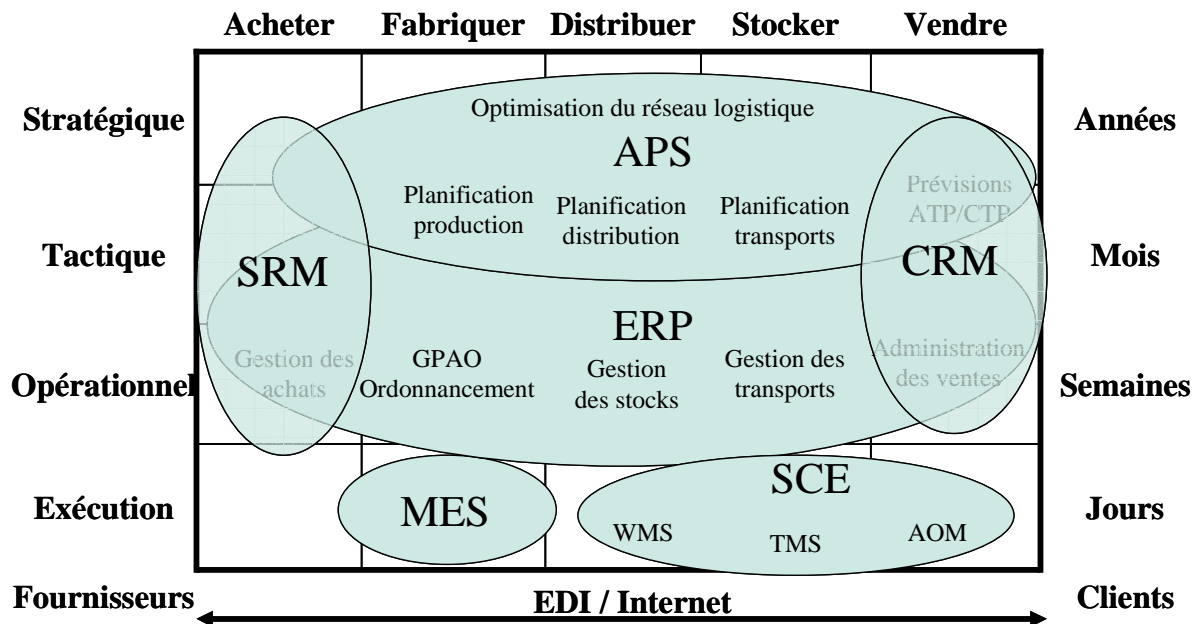 Acheter Fabriquer Distribuer Stocker Vendre
Stratégique
Optimisation du réseau logistique
Années
APS
Planification
production
Planification
distribution
Planification
transports
Prévisions
ATP/CTP
Tactique
SRM
CRM
Mois
ERP
Opérationnel
Gestion des
achats
GPAO
Ordonnancement
Gestion
des stocks
Gestion des
transports
Administration
des ventes
Semaines
Exécution
MES
SCE
WMS
TMS
AOM
Jours
Fournisseurs
EDI / Internet
Clients